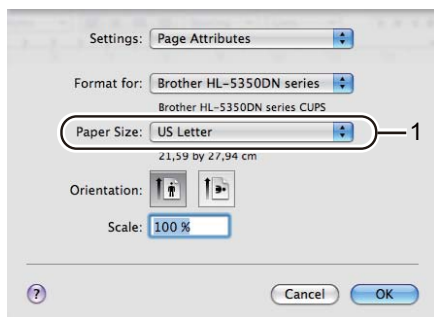 Settings: Page Attributes
Format for: Brother HL-5350DN series
Brother HL-5350DN series CUPS
Paper Size: US Letter 1
21,59 by 27,94 cm
Orientation:
Scale: 100 %
? Cancel OK